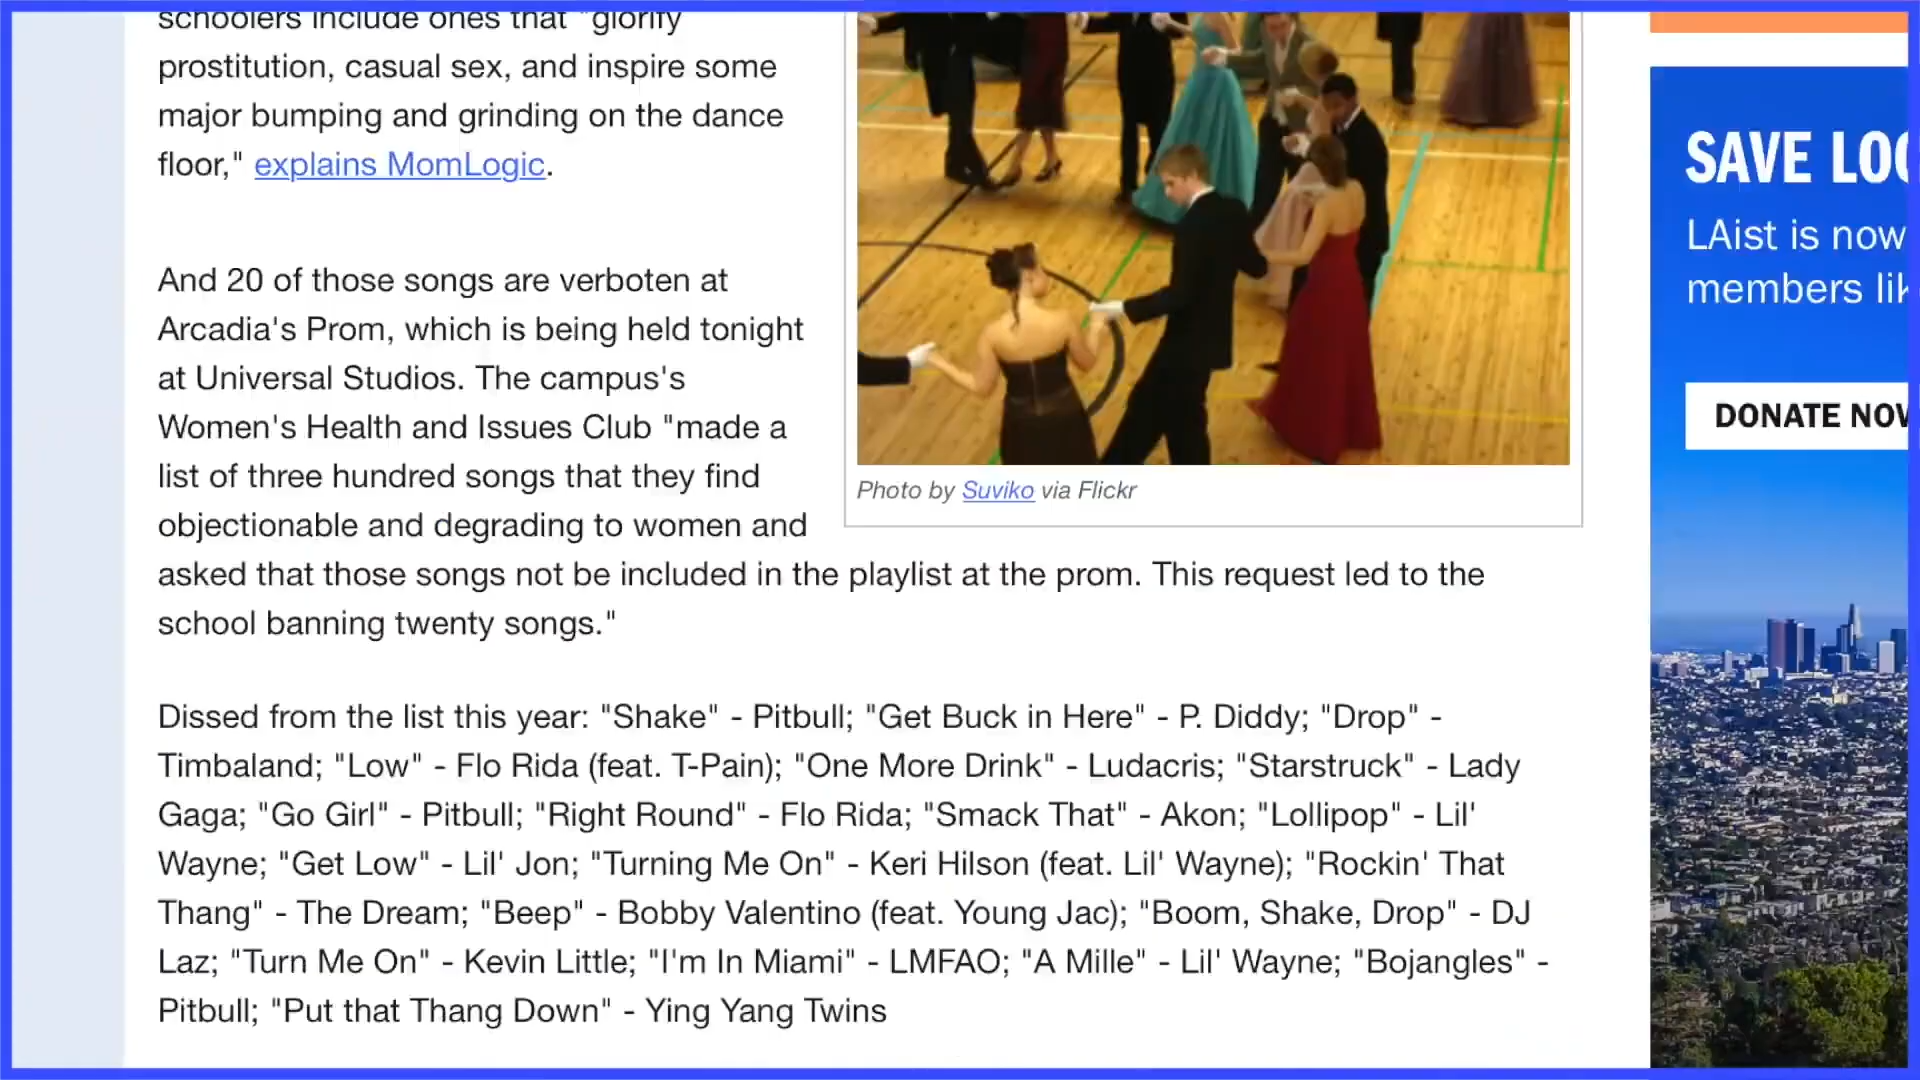 schoolers include ones that "glorify
prostitution, casual sex, and inspire some
major bumping and grinding on the dance
floor," explains MomLogic.
And 20 of those songs are verboten at
Arcadia's Prom, which is being held tonight
at Universal Studios. The campus's
Women's Health and Issues Club "made a
list of three hundred songs that they find
objectionable and degrading to women and
asked that those songs not be included in the playlist at the prom. This request led to the
school banning twenty songs."
Dissed from the list this year: "Shake" - Pitbull; "Get Buck in Here" - P. Diddy; "Drop" -
Timbaland; "Low" - Flo Rida (feat. T-Pain); "One More Drink" - Ludacris; "Starstruck" - Lady
Gaga; "Go Girl" - Pitbull; "Right Round" - Flo Rida; "Smack That" - Akon; "Lollipop" - Lil'
Wayne; "Get Low" - Lil' Jon; "Turning Me On" - Keri Hilson (feat. Lil' Wayne); "Rockin' That
Thang" - The Dream; "Beep" - Bobby Valentino (feat. Young Jac); "Boom, Shake, Drop" - DJ
Laz; "Turn Me On" - Kevin Little; "I'm In Miami" - LMFAO; "A Mille" - Lil' Wayne; "Bojangles" -
Pitbull; "Put that Thang Down" - Ying Yang Twins
Photo by Suviko via Flickr
SAVE LOC
LAist is now
members lik
DONATE NOW